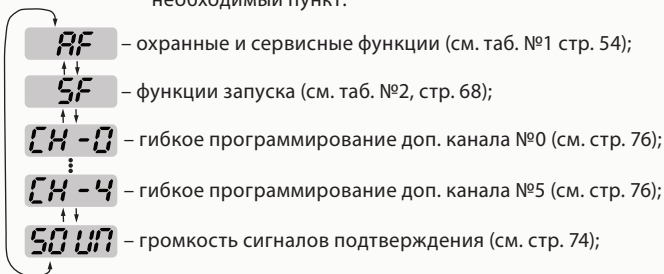 необходимый пункт:
AF – охранные и сервисные функции (см. таб. №1 стр. 54);
SF – функции запуска (см. таб. №2, стр. 68);
CH-0 – гибкое программирование доп. канала №0 (см. стр. 76);
CH-4 – гибкое программирование доп. канала №5 (см. стр. 76);
SOUN – громкость сигналов подтверждения (см. стр. 74);